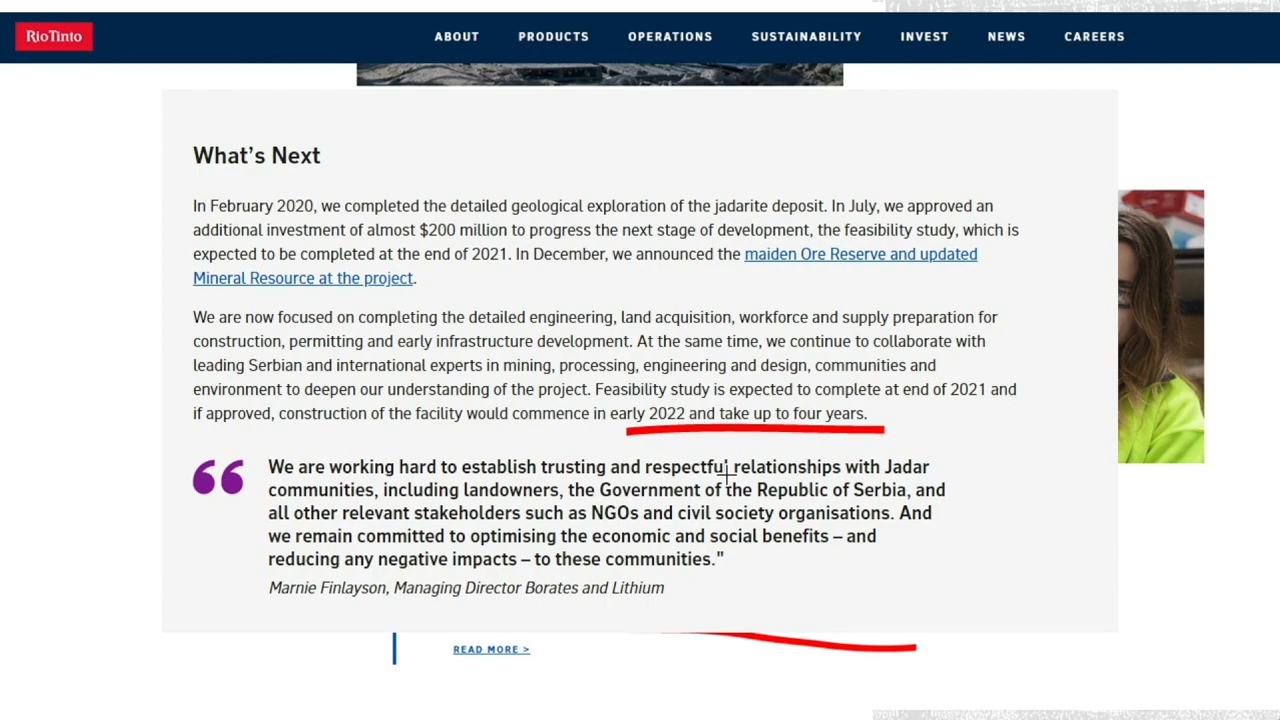 RioTinto
ABOUT PRODUCTS OPERATIONS SUSTAINABILITY INVEST NEWS CAREERS
What's Next
In February 2020, we completed the detailed geological exploration of the jadarite deposit. In July, we approved an
additional investment of almost $200 million to progress the next stage of development, the feasibility study, which is
expected to be completed at the end of 2021. In December, we announced the maiden Ore Reserve and updated
Mineral Resource at the project.
We are now focused on completing the detailed engineering, land acquisition, workforce and supply preparation for
construction, permitting and early infrastructure development. At the same time, we continue to collaborate with
leading Serbian and international experts in mining, processing, engineering and design, communities and
environment to deepen our understanding of the project. Feasibility study is expected to complete at end of 2021 and
if approved, construction of the facility would commence in early 2022 and take up to four years.
We are working hard to establish trusting and respectful relationships with Jadar
communities, including landowners, the Government of the Republic of Serbia, and
all other relevant stakeholders such as NGOs and civil society organisations. And
we remain committed to optimising the economic and social benefits – and
reducing any negative impacts – to these communities."
Marnie Finlayson, Managing Director Borates and Lithium
READ MORE >